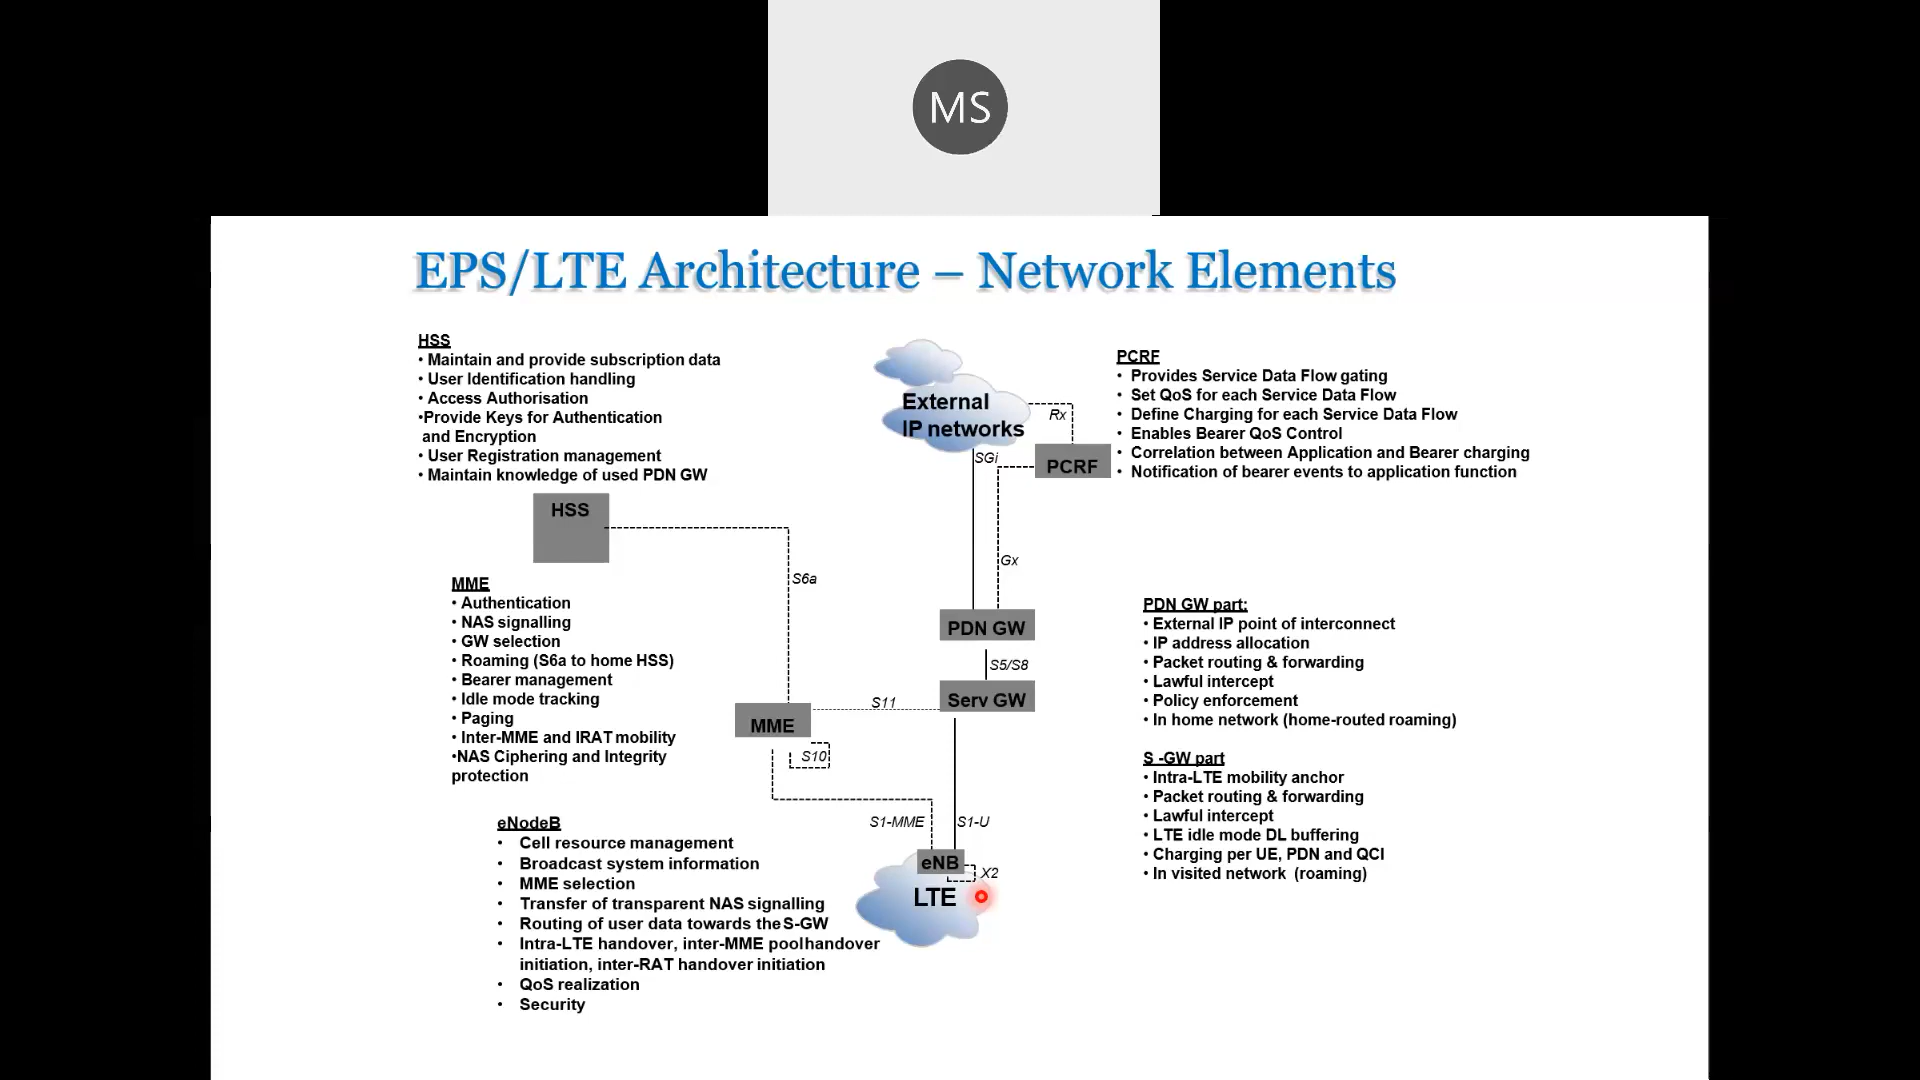 MS
EPS/LTE Architecture – Network Elements
HSS
• Maintain and provide subscription data
• User Identification handling
• Access Authorisation
•Provide Keys for Authentication
and Encryption
• User Registration management
• Maintain knowledge of used PDN GW
External
IP networks
Rx
SGi
PCRF
PCRF
• Provides Service Data Flow gating
• Set QoS for each Service Data Flow
• Define Charging for each Service Data Flow
• Enables Bearer QoS Control
• Correlation between Application and Bearer charging
• Notification of bearer events to application function
HSS
S6a
Gx
MME
• Authentication
• NAS signalling
• GW selection
• Roaming (S6a to home HSS)
• Bearer management
• Idle mode tracking
• Paging
• Inter-MME and IRAT mobility
•NAS Ciphering and Integrity
protection
PDN GW
S5/S8
Serv GW
S11
MME
S10
PDN GW part:
• External IP point of interconnect
• IP address allocation
• Packet routing & forwarding
• Lawful intercept
• Policy enforcement
• In home network (home-routed roaming)
S -GW part
• Intra-LTE mobility anchor
• Packet routing & forwarding
• Lawful intercept
• LTE idle mode DL buffering
• Charging per UE, PDN and QCI
• In visited network (roaming)
S1-MME
S1-U
eNB
X2
LTE
eNodeB
• Cell resource management
• Broadcast system information
• MME selection
• Transfer of transparent NAS signalling
• Routing of user data towards the S-GW
• Intra-LTE handover, inter-MME pool handover
initiation, inter-RAT handover initiation
• QoS realization
• Security